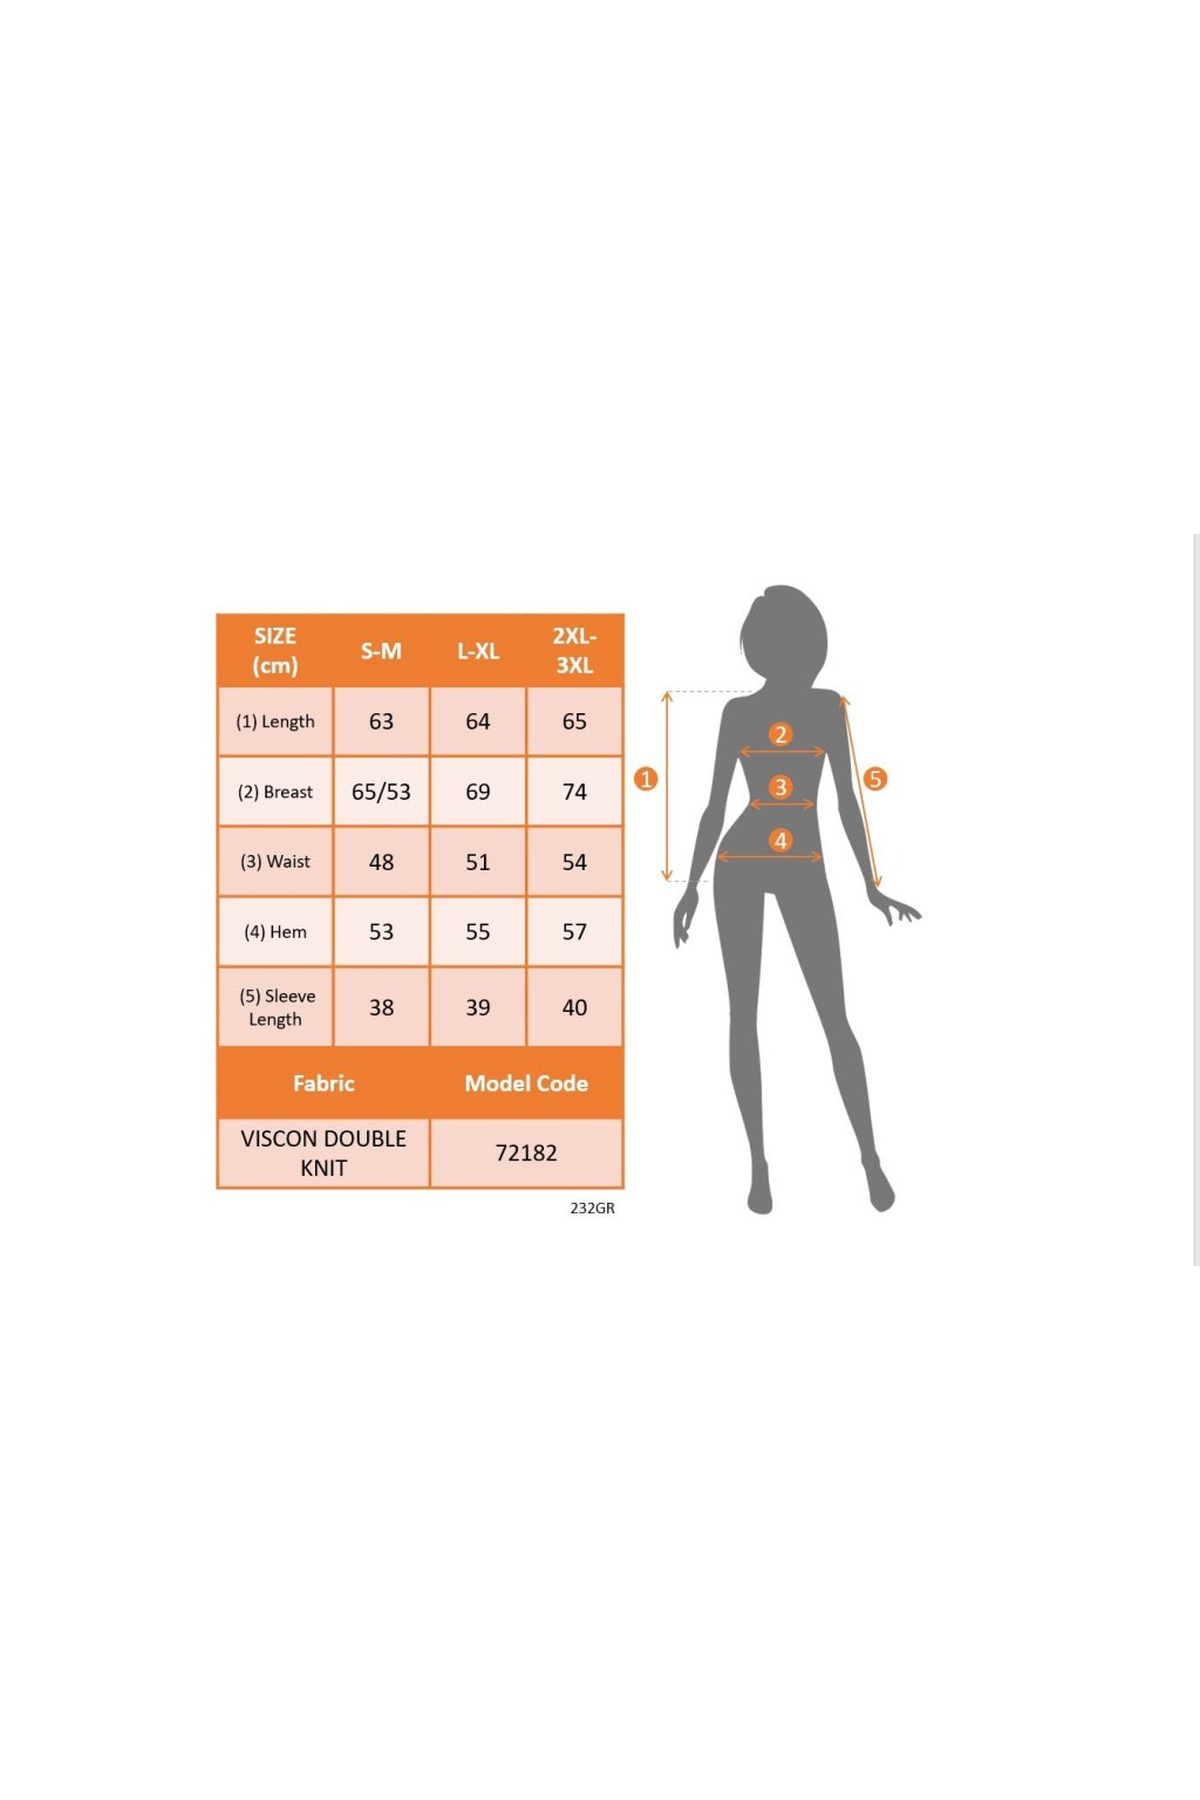 SIZE
(cm)
S-M
L-XL
2XL-
3XL
(1) Length
63
64
65
(2) Breast
65/53
69
74
(3) Waist
48
51
54
(4) Hem
53
55
57
(5) Sleeve
Length
38
39
40
Fabric
Model Code
VISCON DOUBLE
KNIT
72182
232GR
1
2
3
4
5